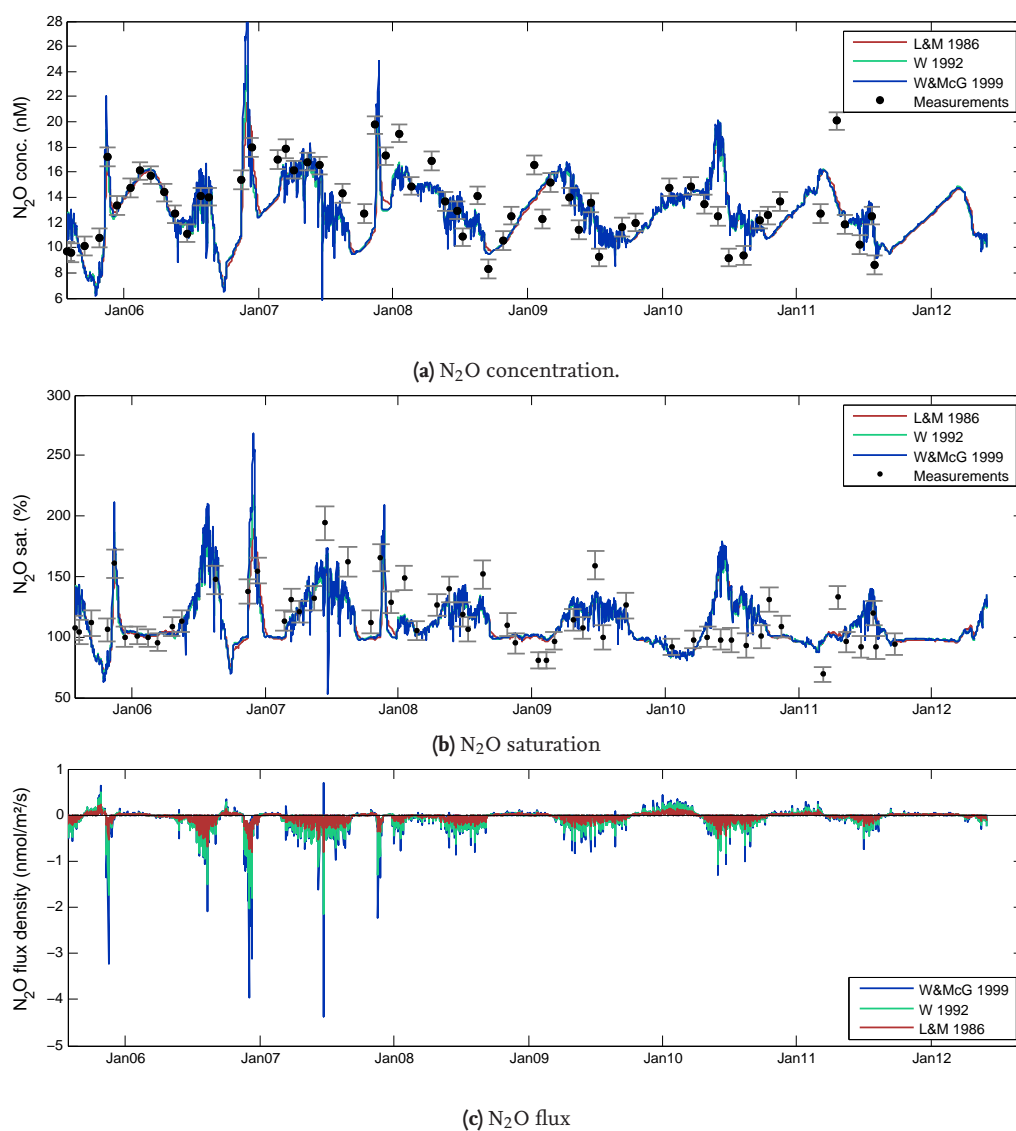 28
26
24
22
20
18
16
14
12
10
8
6
N₂O conc. (nM)
L&M 1986
W 1992
W&McG 1999
Measurements
Jan06 Jan07 Jan08 Jan09 Jan10 Jan11 Jan12
(a) N₂O concentration.
300
250
200
150
100
50
N₂O sat. (%)
L&M 1986
W 1992
W&McG 1999
Measurements
Jan06 Jan07 Jan08 Jan09 Jan10 Jan11 Jan12
(b) N₂O saturation
1
0
−1
−2
−3
−4
−5
N₂O flux density (nmol/m²/s)
W&McG 1999
W 1992
L&M 1986
Jan06 Jan07 Jan08 Jan09 Jan10 Jan11 Jan12
(c) N₂O flux